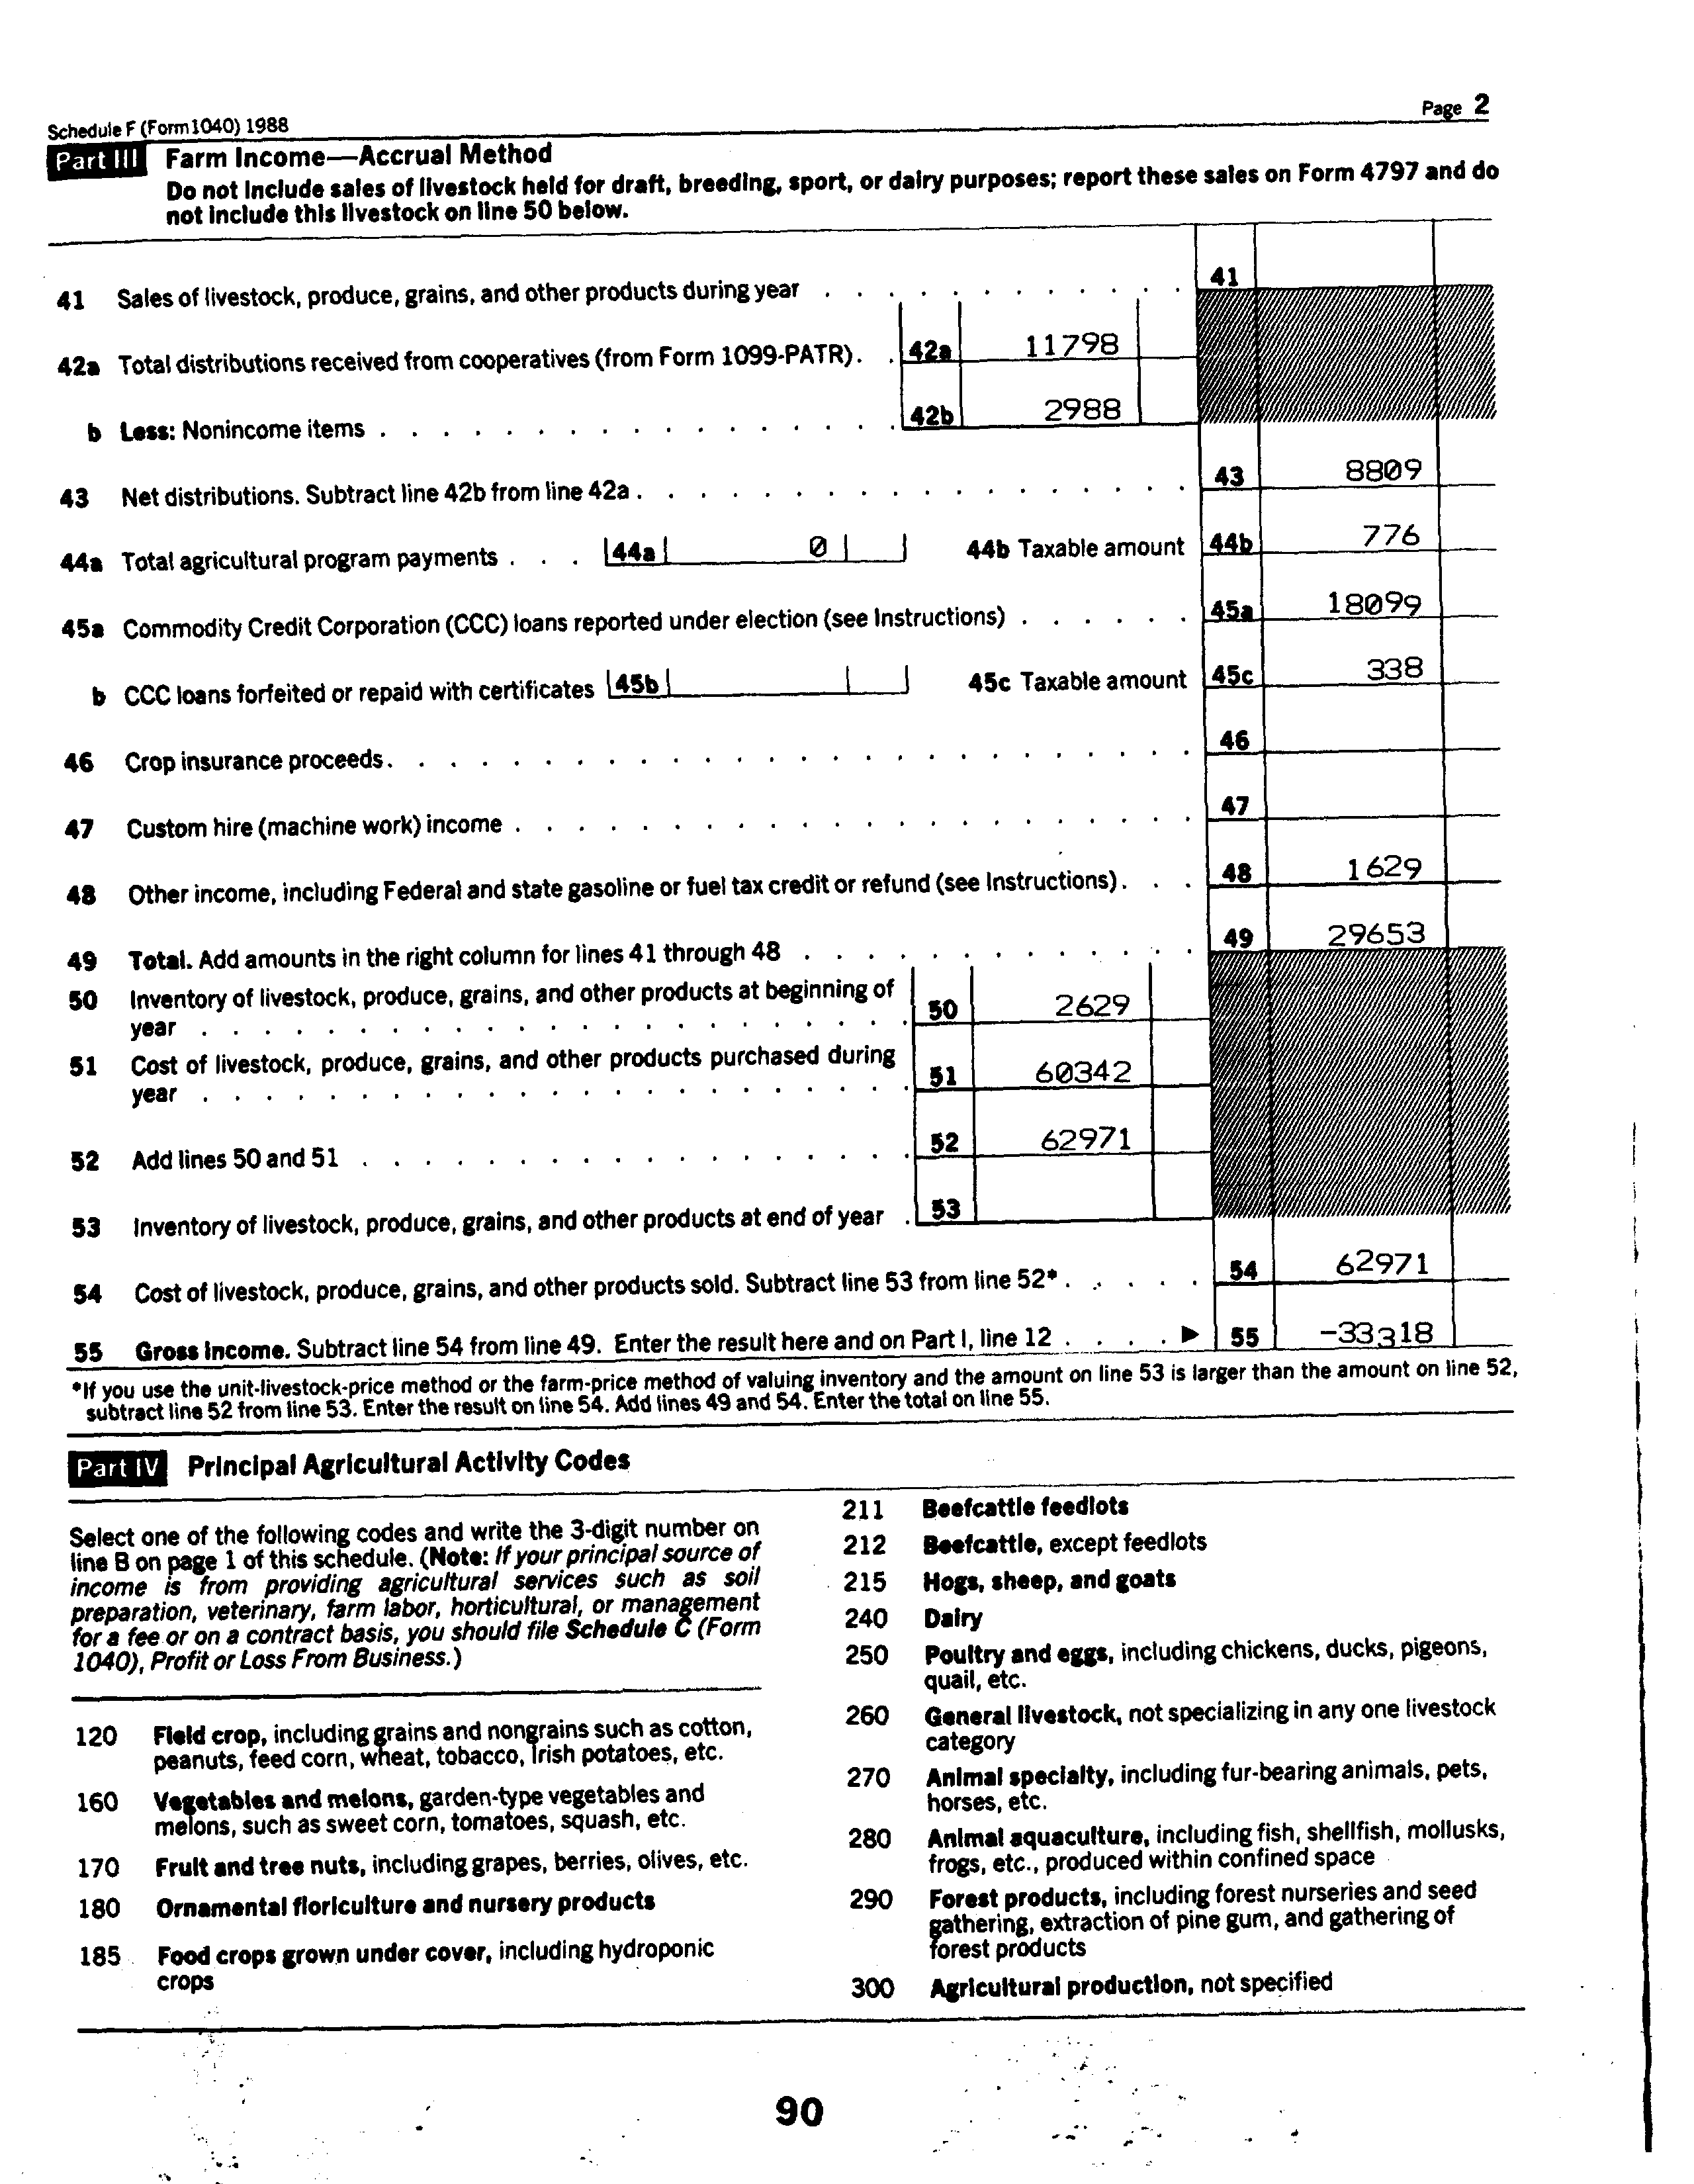 Schedule F (Form 1040) 1988 Page 2
Part III Farm Income—Accrual Method
Do not include sales of livestock held for draft, breeding, sport, or dairy purposes; report these sales on Form 4797 and do
not include this livestock on line 50 below.
41 Sales of livestock, produce, grains, and other products during year . . . . . . . . . . . . 41
42a Total distributions received from cooperatives (from Form 1099-PATR) . . 42a 11798
b Less: Nonincome items . . . . . . . . . . . . . . . . . 42b 2988
43 Net distributions. Subtract line 42b from line 42a . . . . . . . . . . . . . . . . . . 43 8809
44a Total agricultural program payments . . . 44a 0 44b Taxable amount 44b 776
45a Commodity Credit Corporation (CCC) loans reported under election (see Instructions) . . . . . . 45a 18099
b CCC loans forfeited or repaid with certificates 45b 45c Taxable amount 45c 338
46 Crop insurance proceeds . . . . . . . . . . . . . . . . . . . . . . . . . . 46
47 Custom hire (machine work) income . . . . . . . . . . . . . . . . . . . . . . 47
48 Other income, including Federal and state gasoline or fuel tax credit or refund (see Instructions) . . . 48 1629
49 Total. Add amounts in the right column for lines 41 through 48 . . . . . . . . . . . . . 49 29653
50 Inventory of livestock, produce, grains, and other products at beginning of
year . . . . . . . . . . . . . . . . . . . . . . . 50 2629
51 Cost of livestock, produce, grains, and other products purchased during
year . . . . . . . . . . . . . . . . . . . . . . . 51 60342
52 Add lines 50 and 51 . . . . . . . . . . . . . . . . . . 52 62971
53 Inventory of livestock, produce, grains, and other products at end of year . 53
54 Cost of livestock, produce, grains, and other products sold. Subtract line 53 from line 52* . . . . . 54 62971
55 Gross income. Subtract line 54 from line 49. Enter the result here and on Part I, line 12 . . . . ▶ 55 -33318
*If you use the unit-livestock-price method or the farm-price method of valuing inventory and the amount on line 53 is larger than the amount on line 52,
subtract line 52 from line 53. Enter the result on line 54. Add lines 49 and 54. Enter the total on line 55.
Part IV Principal Agricultural Activity Codes
Select one of the following codes and write the 3-digit number on
line B on page 1 of this schedule. (Note: If your principal source of
income is from providing agricultural services such as soil
preparation, veterinary, farm labor, horticultural, or management
for a fee or on a contract basis, you should file Schedule C (Form
1040), Profit or Loss From Business.)
120 Field crop, including grains and nongrains such as cotton,
peanuts, feed corn, wheat, tobacco, Irish potatoes, etc.
160 Vegetables and melons, garden-type vegetables and
melons, such as sweet corn, tomatoes, squash, etc.
170 Fruit and tree nuts, including grapes, berries, olives, etc.
180 Ornamental floriculture and nursery products
185 Food crops grown under cover, including hydroponic
crops
211 Beefcattle feedlots
212 Beefcattle, except feedlots
215 Hogs, sheep, and goats
240 Dairy
250 Poultry and eggs, including chickens, ducks, pigeons,
quail, etc.
260 General livestock, not specializing in any one livestock
category
270 Animal specialty, including fur-bearing animals, pets,
horses, etc.
280 Animal aquaculture, including fish, shellfish, mollusks,
frogs, etc., produced within confined space
290 Forest products, including forest nurseries and seed
gathering, extraction of pine gum, and gathering of
forest products
300 Agricultural production, not specified
90